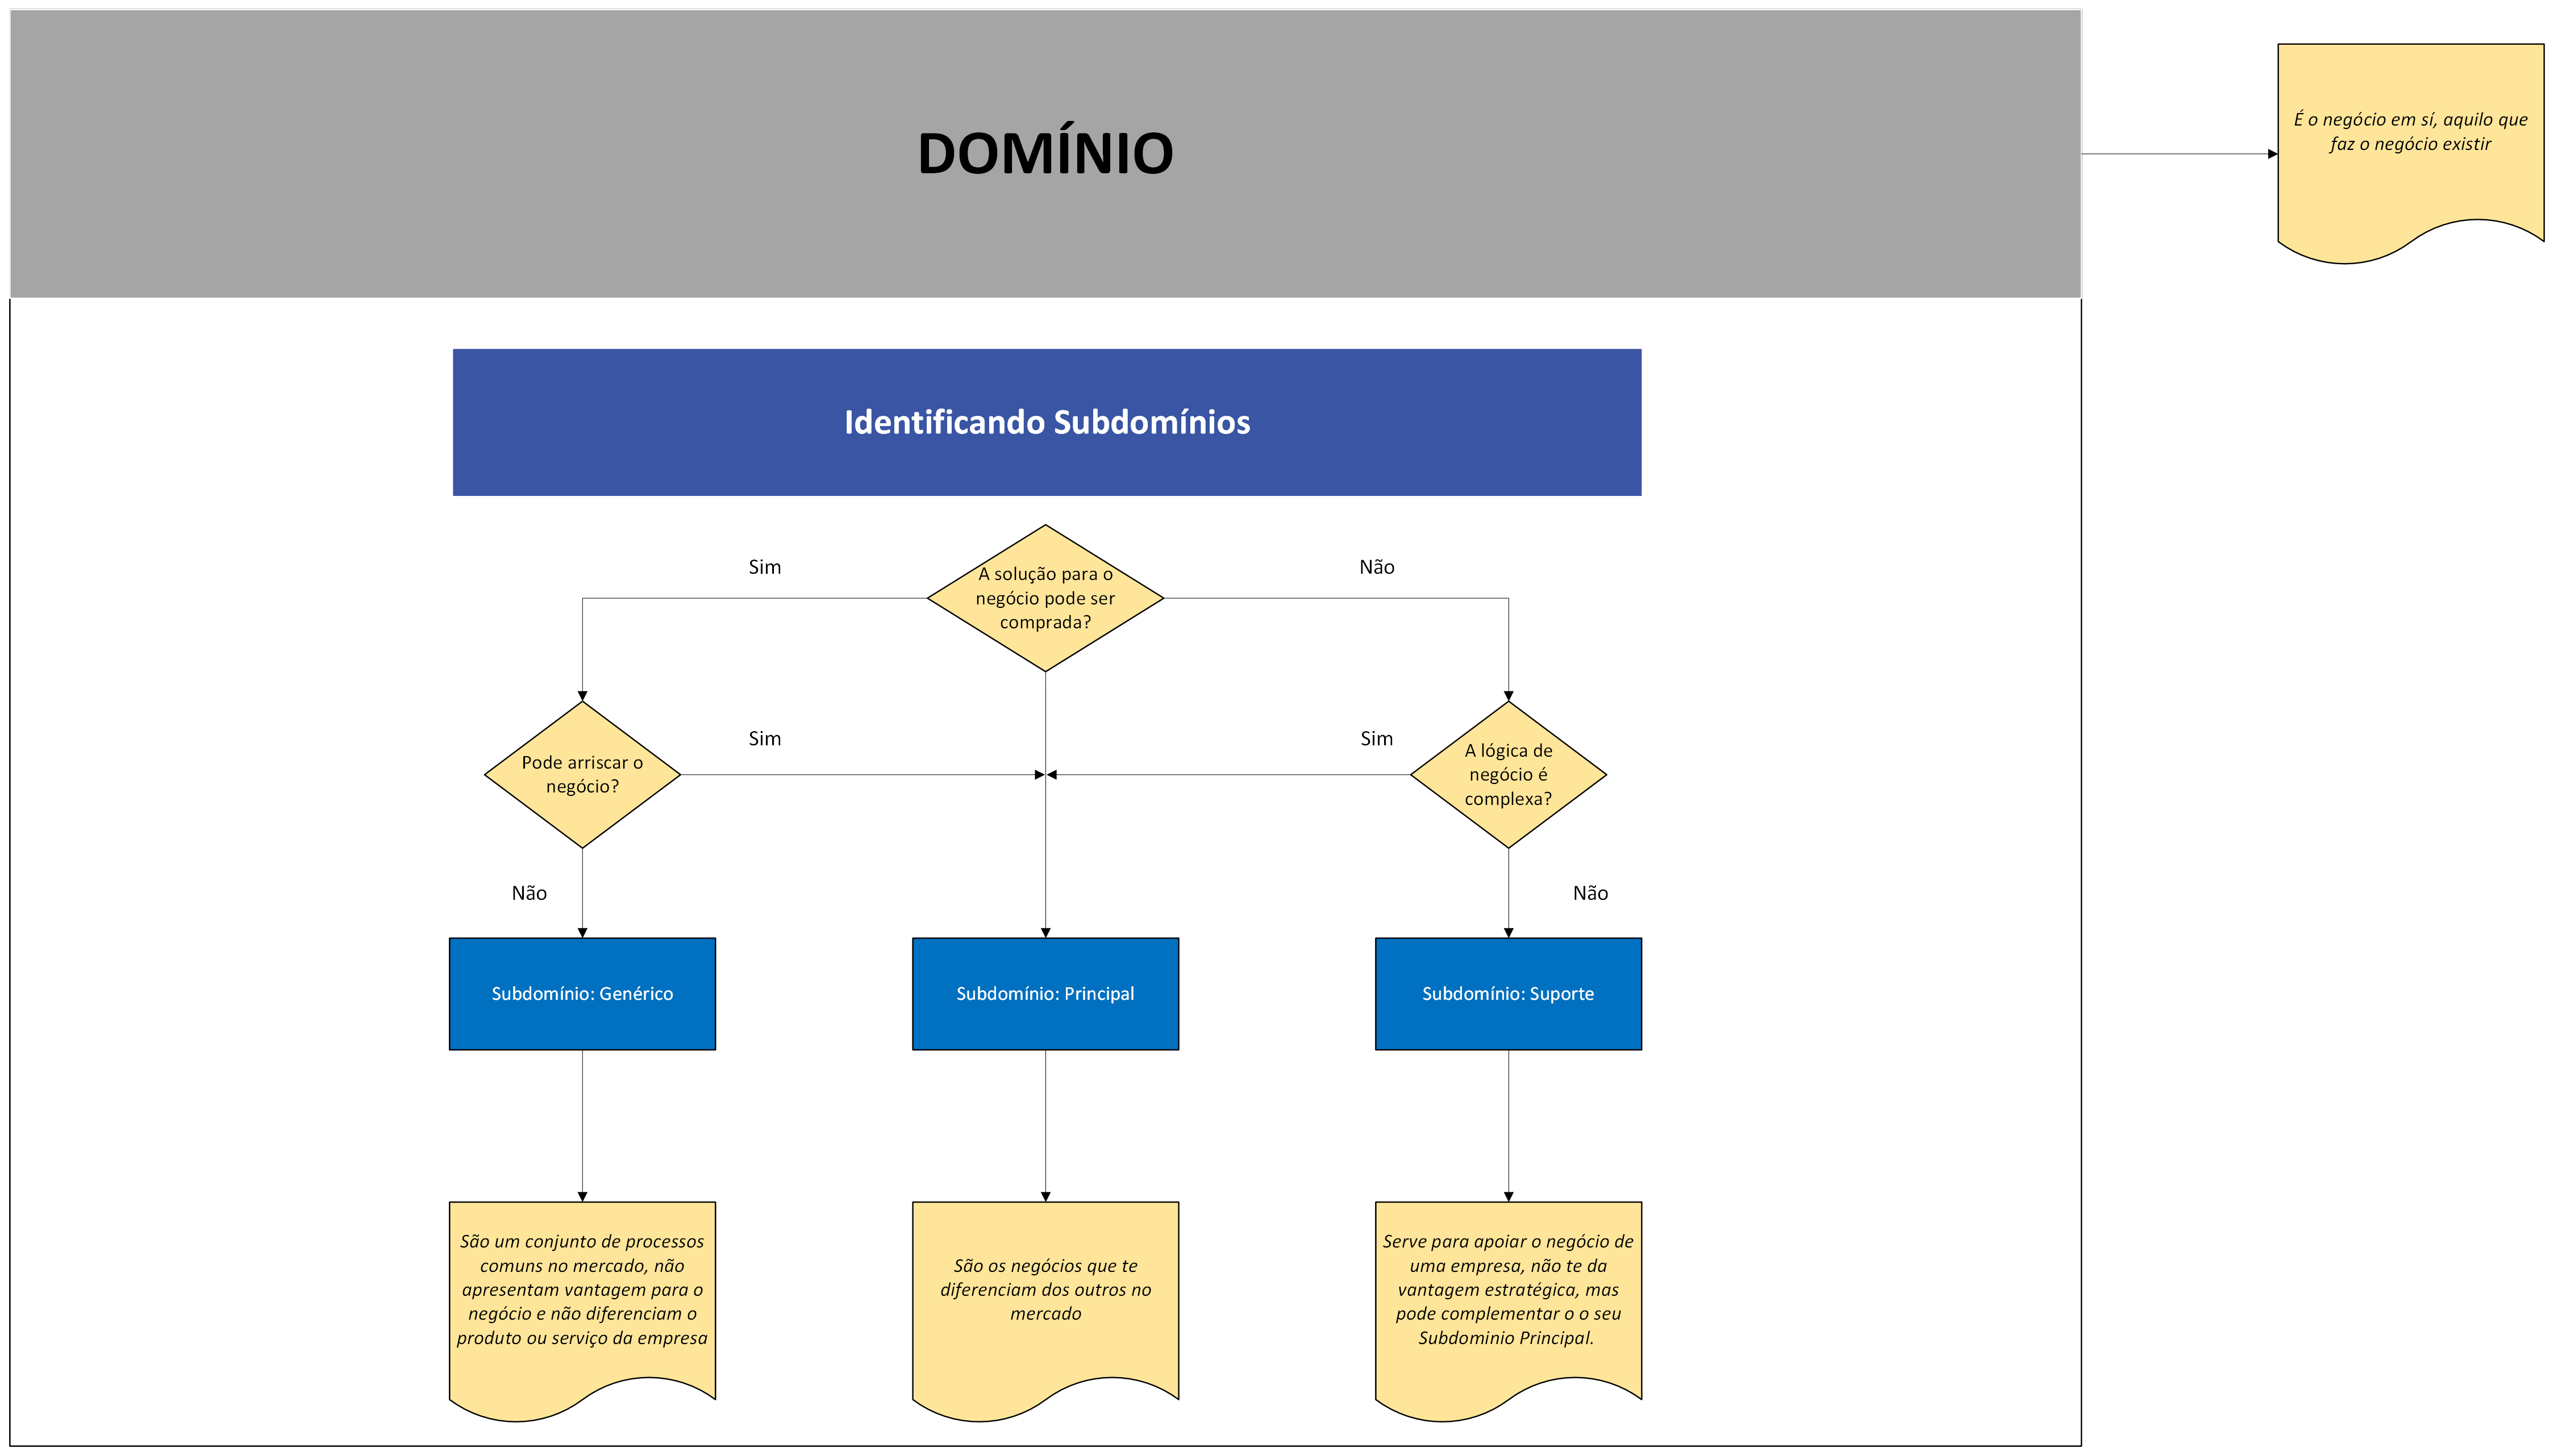 DOMÍNIO
É o negócio em sí, aquilo que
faz o negócio existir
Identificando Subdomínios
Sim
A solução para o
negócio pode ser
comprada?
Não
Pode arriscar o
negócio?
Sim
Sim
A lógica de
negócio é
complexa?
Não
Não
Subdomínio: Genérico
Subdomínio: Principal
Subdomínio: Suporte
São um conjunto de processos
comuns no mercado, não
apresentam vantagem para o
negócio e não diferenciam o
produto ou serviço da empresa
São os negócios que te
diferenciam dos outros no
mercado
Serve para apoiar o negócio de
uma empresa, não te da
vantagem estratégica, mas
pode complementar o o seu
Subdominio Principal.